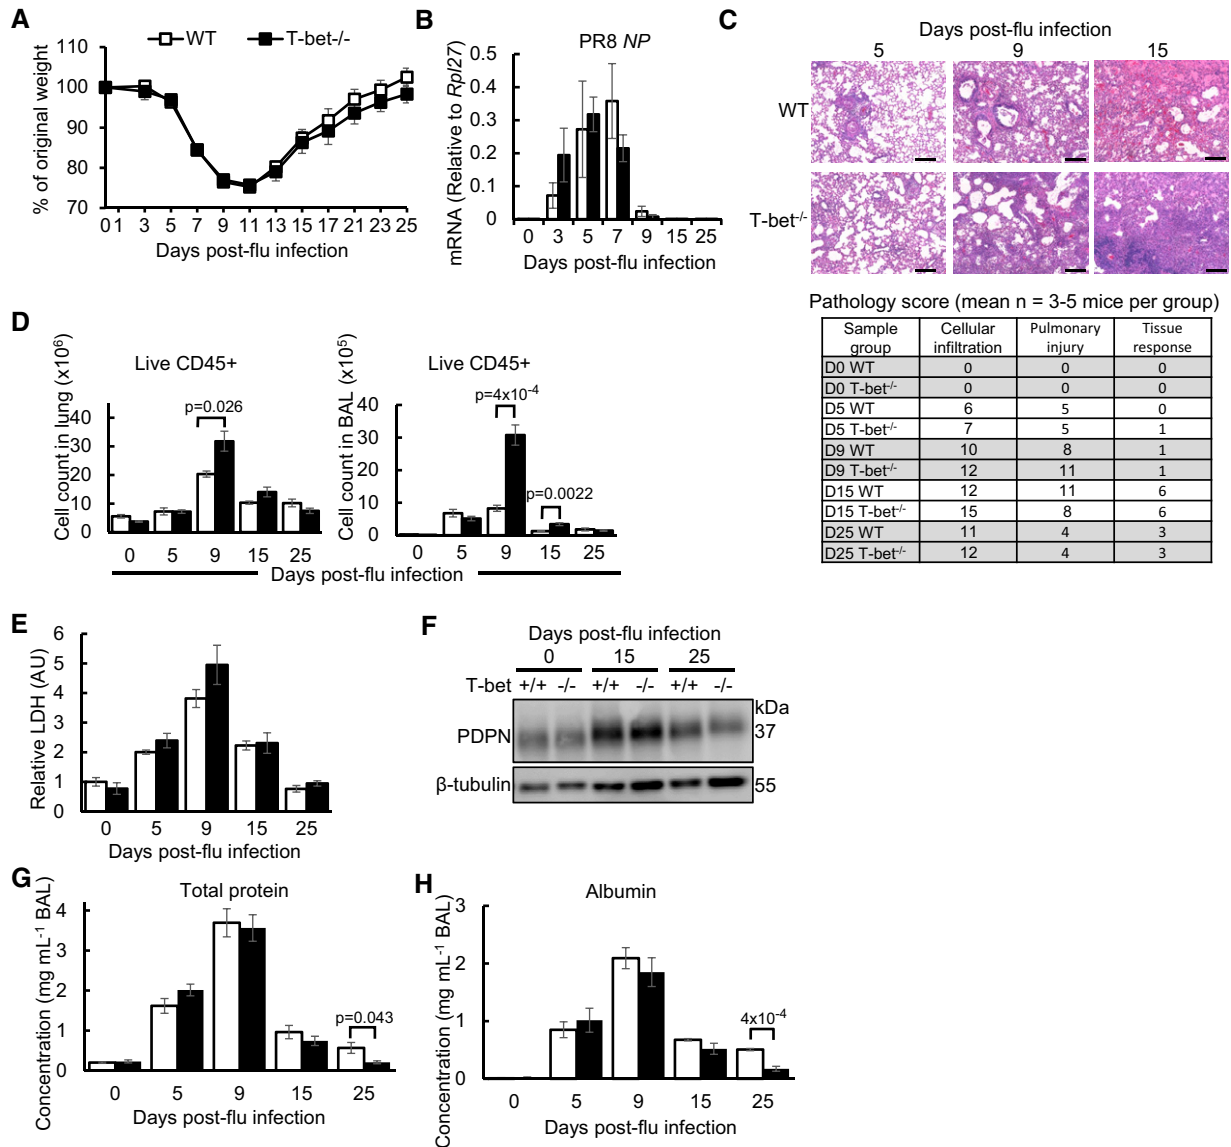 A
WT
T-bet-/-
% of original weight
110
100
90
80
70
0 1 3 5 7 9 11 13 15 17 21 23 25
Days post-flu infection
B
PR8 NP
mRNA (Relative to Rpl27)
0.5
0.4
0.3
0.2
0.1
0
0 3 5 7 9 15 25
Days post-flu infection
C
Days post-flu infection
5 9 15
WT
T-bet-/-
Pathology score (mean n = 3-5 mice per group)
Sample group Cellular infiltration Pulmonary injury Tissue response
D0 WT 0 0 0
D0 T-bet-/- 0 0 0
D5 WT 6 5 0
D5 T-bet-/- 7 5 1
D9 WT 10 8 1
D9 T-bet-/- 12 11 1
D15 WT 12 11 6
D15 T-bet-/- 15 8 6
D25 WT 11 4 3
D25 T-bet-/- 12 4 3
D
Live CD45+
Cell count in lung (x10⁶)
40
30
20
10
0
p=0.026
0 5 9 15 25
Live CD45+
Cell count in BAL (x10⁵)
40
30
20
10
0
p=4x10⁻⁴
p=0.0022
0 5 9 15 25
Days post-flu infection
E
Relative LDH (AU)
6
5
4
3
2
1
0
0 5 9 15 25
Days post-flu infection
F
Days post-flu infection
0 15 25
T-bet +/+ -/- +/+ -/- +/+ -/-
kDa
PDPN 37
β-tubulin 55
G
Total protein
Concentration (mg mL⁻¹ BAL)
4
3
2
1
0
p=0.043
0 5 9 15 25
Days post-flu infection
H
Albumin
Concentration (mg mL⁻¹ BAL)
3
2
1
0
4x10⁻⁴
0 5 9 15 25
Days post-flu infection